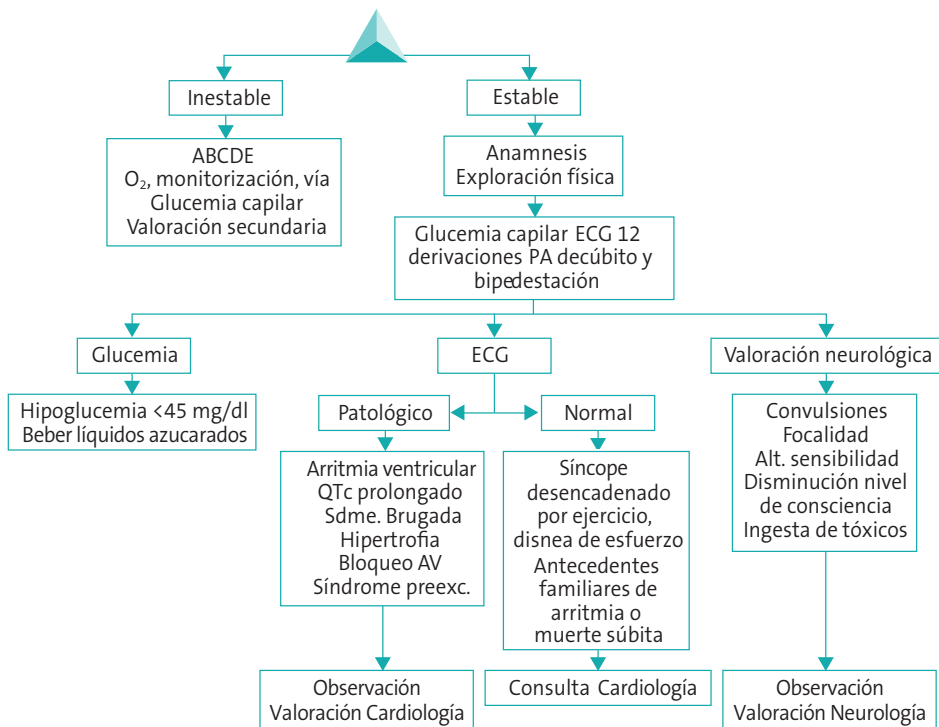 Inestable
Estable
ABCDE
O₂, monitorización, vía
Glucemia capilar
Valoración secundaria
Anamnesis
Exploración física
Glucemia capilar ECG 12
derivaciones PA decúbito y
bipedestación
Glucemia
ECG
Valoración neurológica
Hipoglucemia <45 mg/dl
Beber líquidos azucarados
Patológico
Normal
Arritmia ventricular
QTc prolongado
Sdme. Brugada
Hipertrofia
Bloqueo AV
Síndrome preexc.
Síncope
desencadenado
por ejercicio,
disnea de esfuerzo
Antecedentes
familiares de
arritmia o
muerte súbita
Convulsiones
Focalidad
Alt. sensibilidad
Disminución nivel
de consciencia
Ingesta de tóxicos
Observación
Valoración Cardiología
Consulta Cardiología
Observación
Valoración Neurología